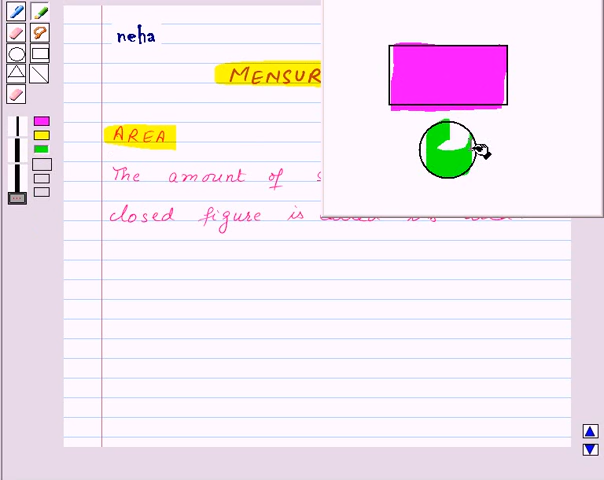 neha
MENSUR
AREA
The amount of s
closed figure is